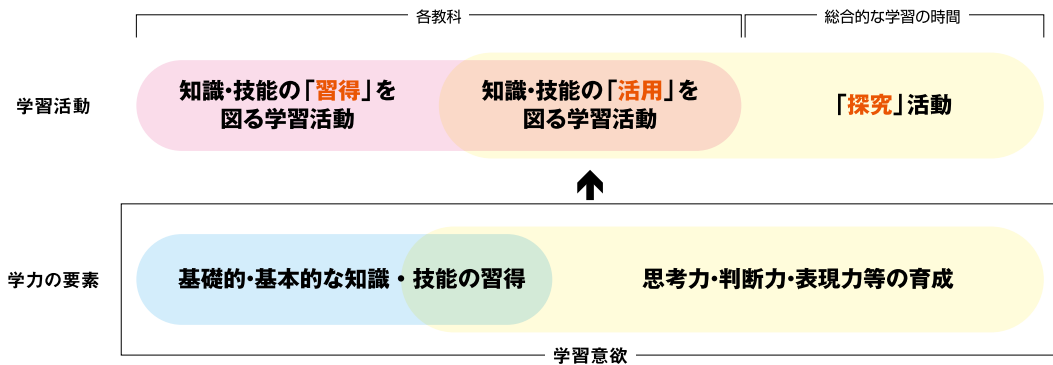 各教科
総合的な学習の時間
学習活動
知識・技能の「習得」を
図る学習活動
知識・技能の「活用」を
図る学習活動
「探究」活動
学力の要素
基礎的・基本的な知識・技能の習得
思考力・判断力・表現力等の育成
学習意欲